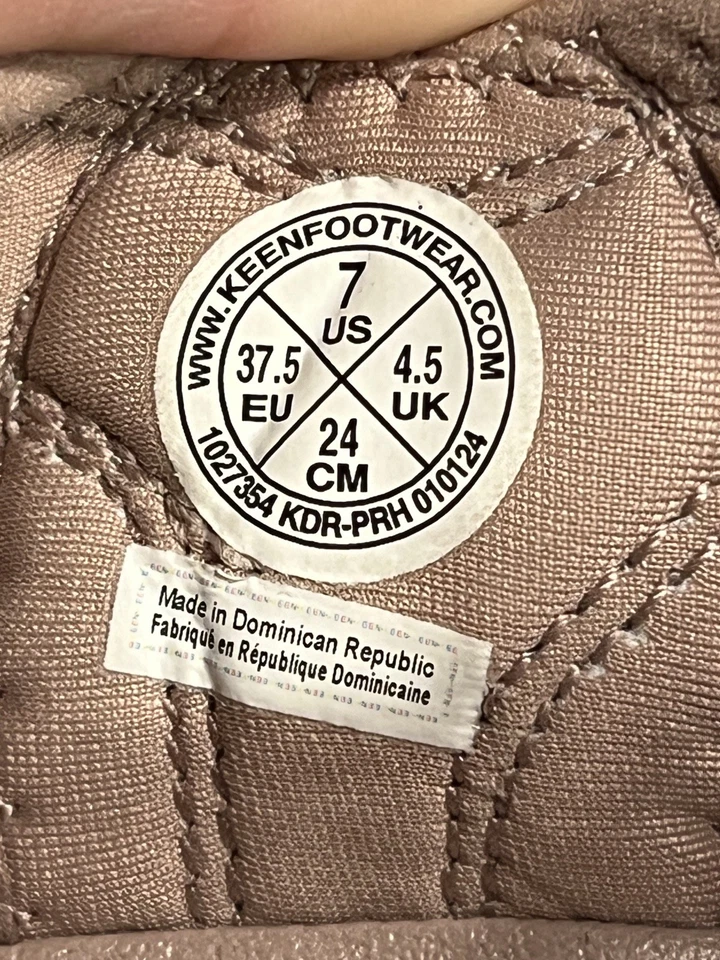 WWW.KEENFOOTWEAR.COM
7
US
37.5
EU
4.5
UK
24
CM
1027354 KDR-PRH 010124
Made in Dominican Republic
Fabriqué en République Dominicaine